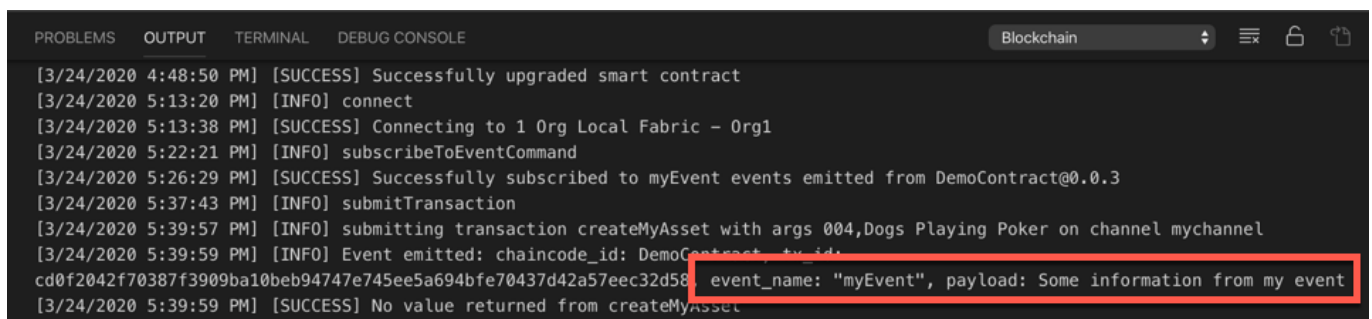 PROBLEMS OUTPUT TERMINAL DEBUG CONSOLE Blockchain
[3/24/2020 4:48:50 PM] [SUCCESS] Successfully upgraded smart contract
[3/24/2020 5:13:20 PM] [INFO] connect
[3/24/2020 5:13:38 PM] [SUCCESS] Connecting to 1 Org Local Fabric – Org1
[3/24/2020 5:22:21 PM] [INFO] subscribeToEventCommand
[3/24/2020 5:26:29 PM] [SUCCESS] Successfully subscribed to myEvent events emitted from DemoContract@0.0.3
[3/24/2020 5:37:43 PM] [INFO] submitTransaction
[3/24/2020 5:39:57 PM] [INFO] submitting transaction createMyAsset with args 004,Dogs Playing Poker on channel mychannel
[3/24/2020 5:39:59 PM] [INFO] Event emitted: chaincode_id: DemoContract, tx_id:
cd0f2042f70387f3909ba10beb94747e745ee5a694bfe70437d42a57eec32d58, event_name: "myEvent", payload: Some information from my event
[3/24/2020 5:39:59 PM] [SUCCESS] No value returned from createMyAsset